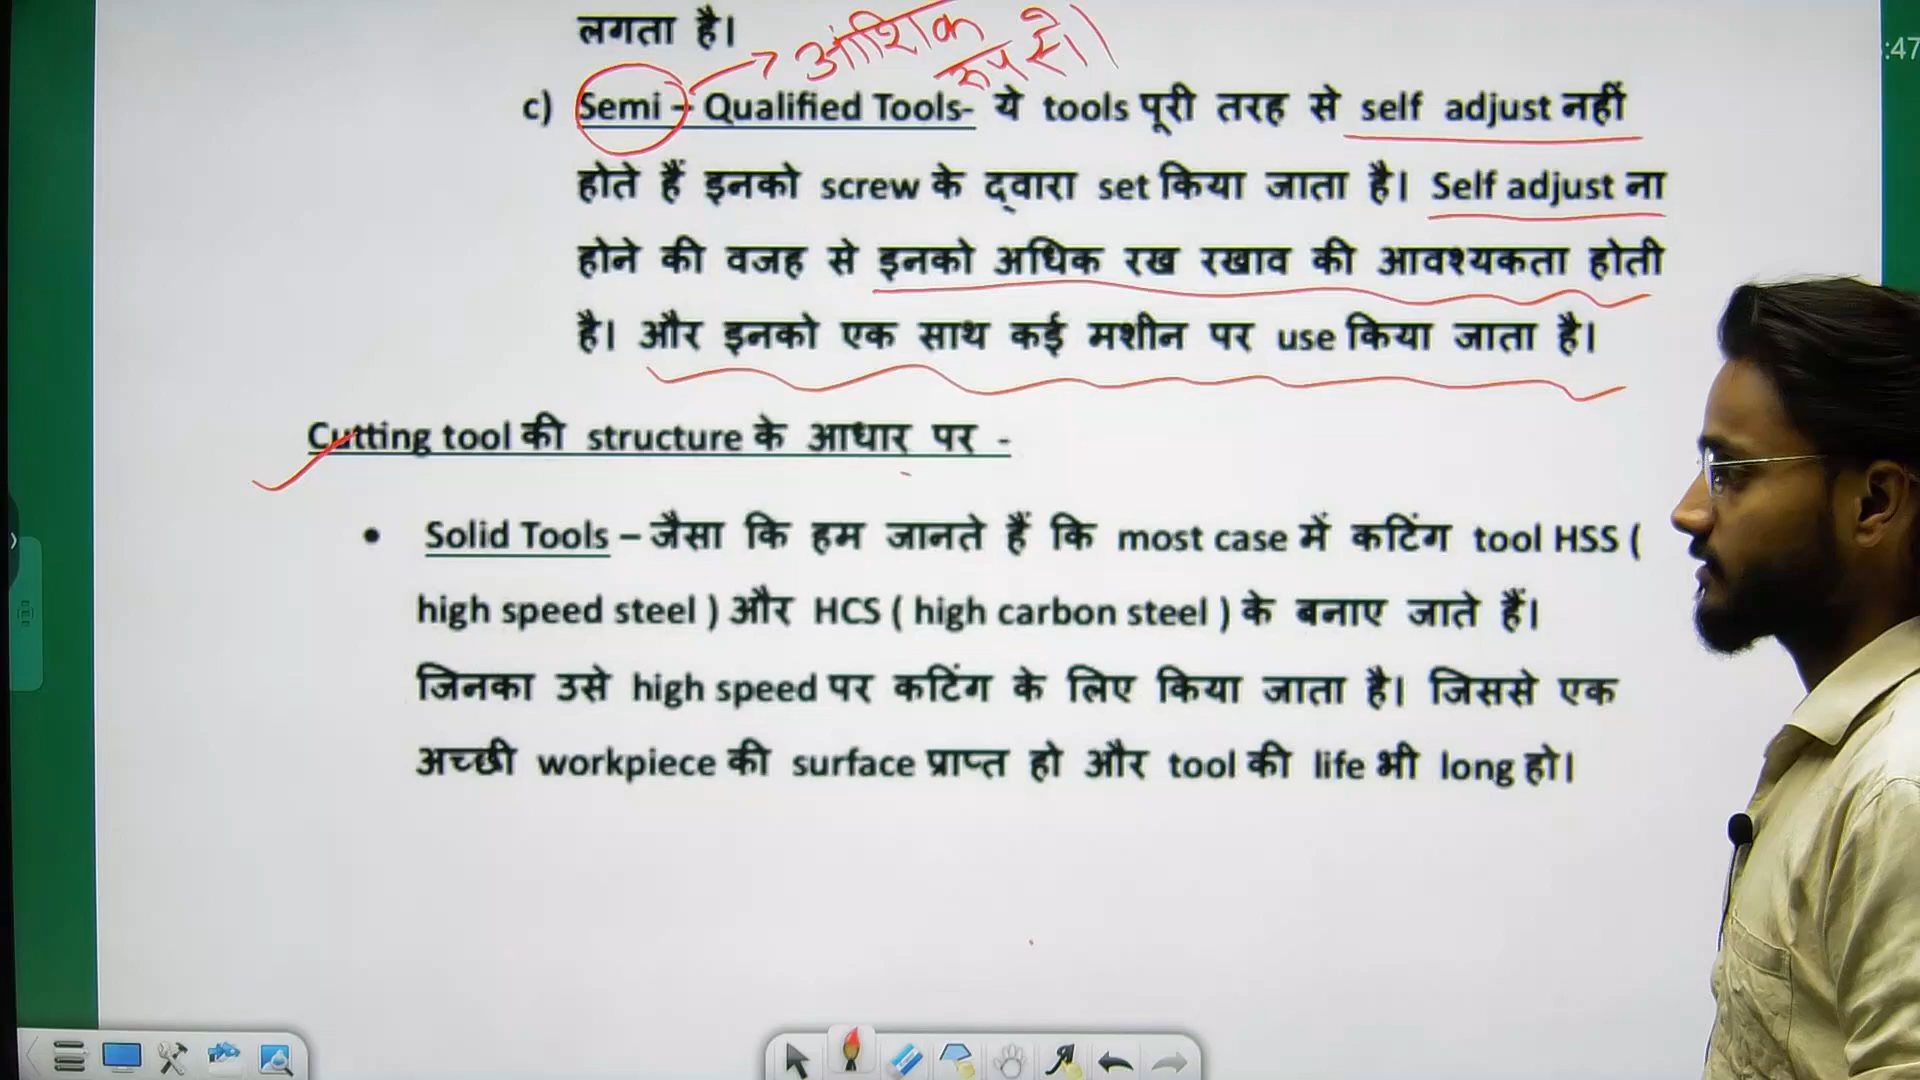 लगता है।
आंशिक
रूप से।
c) Semi – Qualified Tools- ये tools पूरी तरह से self adjust नहीं
होते हैं इनको screw के द्वारा set किया जाता है। Self adjust ना
होने की वजह से इनको अधिक रख रखाव की आवश्यकता होती
है। और इनको एक साथ कई मशीन पर use किया जाता है।
Cutting tool की structure के आधार पर -
• Solid Tools – जैसा कि हम जानते हैं कि most case में कटिंग tool HSS (
high speed steel ) और HCS ( high carbon steel ) के बनाए जाते हैं।
जिनका उसे high speed पर कटिंग के लिए किया जाता है। जिससे एक
अच्छी workpiece की surface प्राप्त हो और tool की life भी long हो।
:47